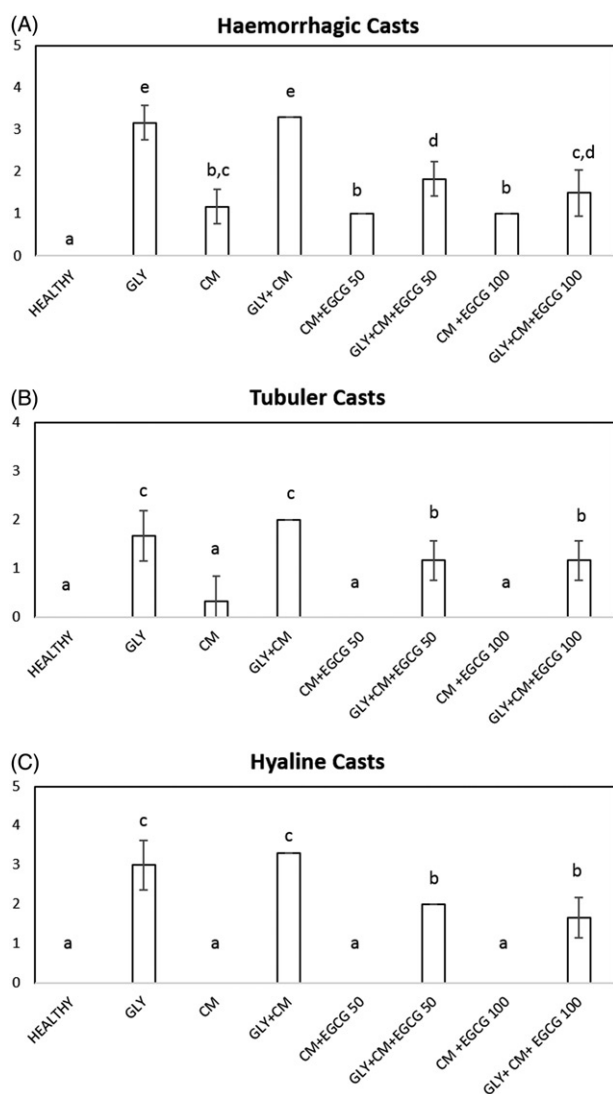 (A)
Haemorrhagic Casts
5
4
3
2
1
0
a
e
b,c
e
b
d
b
c,d
HEALTHY
GLY
CM
GLY+ CM
CM+EGCG 50
GLY+CM+EGCG 50
CM +EGCG 100
GLY+CM+EGCG 100
(B)
Tubuler Casts
4
3
2
1
0
a
c
a
c
a
b
a
b
HEALTHY
GLY
CM
GLY+CM
CM+EGCG 50
GLY+CM+EGCG 50
CM +EGCG 100
GLY+CM+EGCG 100
(C)
Hyaline Casts
5
4
3
2
1
0
a
c
a
c
a
b
a
b
HEALTHY
GLY
CM
GLY+CM
CM+EGCG 50
GLY+CM+EGCG 50
CM +EGCG 100
GLY+ CM+ EGCG 100